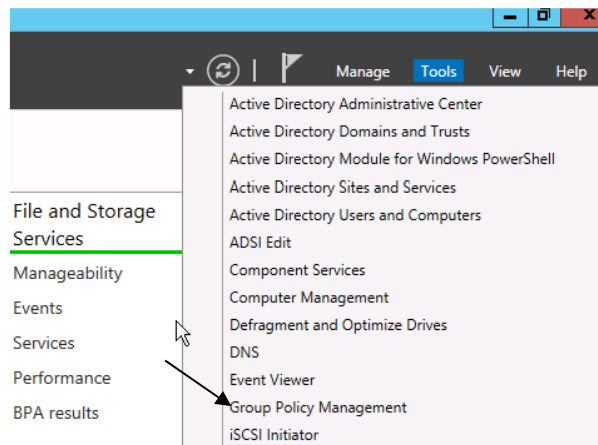 Manage Tools View Help
Active Directory Administrative Center
Active Directory Domains and Trusts
Active Directory Module for Windows PowerShell
Active Directory Sites and Services
Active Directory Users and Computers
ADSI Edit
Component Services
Computer Management
Defragment and Optimize Drives
DNS
Event Viewer
Group Policy Management
iSCSI Initiator
File and Storage
Services
Manageability
Events
Services
Performance
BPA results